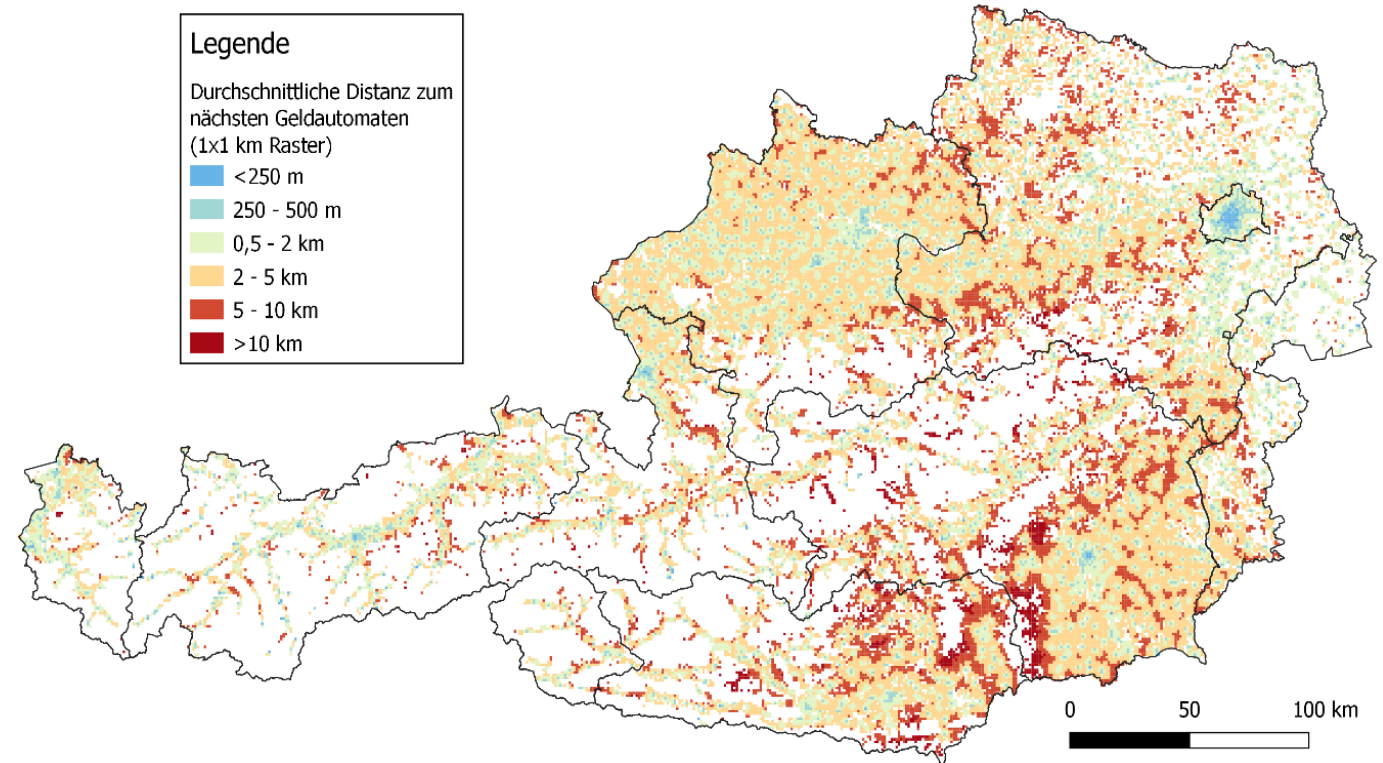 Legende
Durchschnittliche Distanz zum
nächsten Geldautomaten
(1x1 km Raster)
<250 m
250 - 500 m
0,5 - 2 km
2 - 5 km
5 - 10 km
>10 km
0 50 100 km